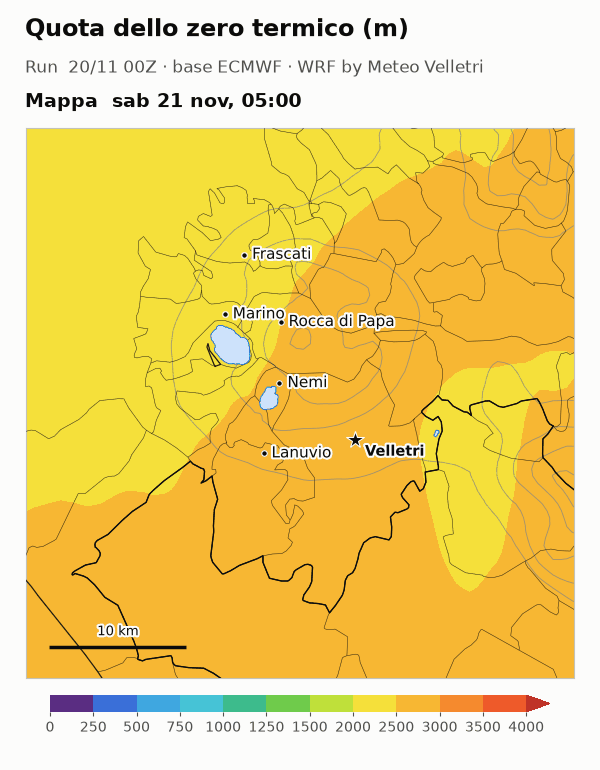 Quota dello zero termico (m)
Run  20/11 00Z · base ECMWF · WRF by Meteo Velletri
Mappa  sab 21 nov, 05:00
Frascati
Marino
Rocca di Papa
Nemi
Velletri
Lanuvio
10 km
0 250 500 750 1000 1250 1500 2000 2500 3000 3500 4000